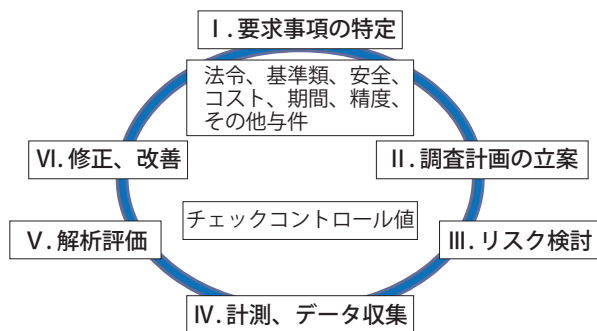 Ⅰ．要求事項の特定
法令、基準類、安全、
コスト、期間、精度、
その他与件
Ⅵ．修正、改善
Ⅱ．調査計画の立案
チェックコントロール値
Ⅴ．解析評価
Ⅲ．リスク検討
Ⅳ．計測、データ収集